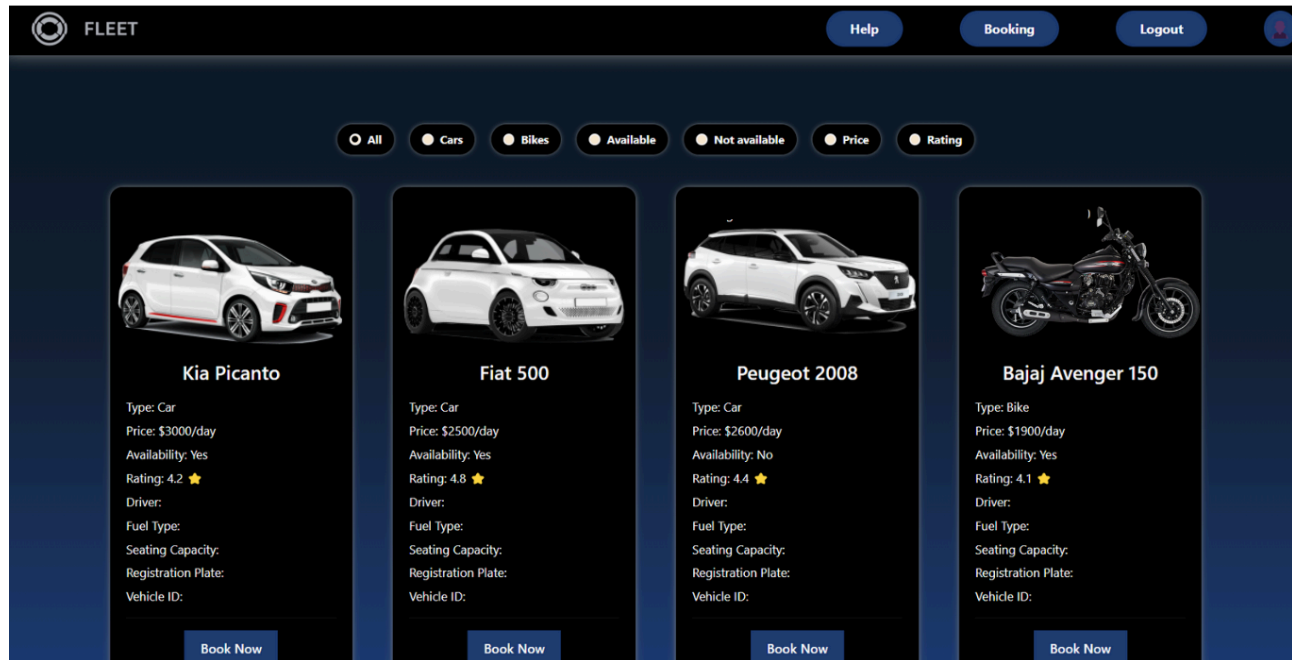 FLEET
Help
Booking
Logout
All
Cars
Bikes
Available
Not available
Price
Rating
Kia Picanto
Type: Car
Price: $3000/day
Availability: Yes
Rating: 4.2 ⭐
Driver:
Fuel Type:
Seating Capacity:
Registration Plate:
Vehicle ID:
Book Now
Fiat 500
Type: Car
Price: $2500/day
Availability: Yes
Rating: 4.8 ⭐
Driver:
Fuel Type:
Seating Capacity:
Registration Plate:
Vehicle ID:
Book Now
Peugeot 2008
Type: Car
Price: $2600/day
Availability: No
Rating: 4.4 ⭐
Driver:
Fuel Type:
Seating Capacity:
Registration Plate:
Vehicle ID:
Book Now
Bajaj Avenger 150
Type: Bike
Price: $1900/day
Availability: Yes
Rating: 4.1 ⭐
Driver:
Fuel Type:
Seating Capacity:
Registration Plate:
Vehicle ID:
Book Now